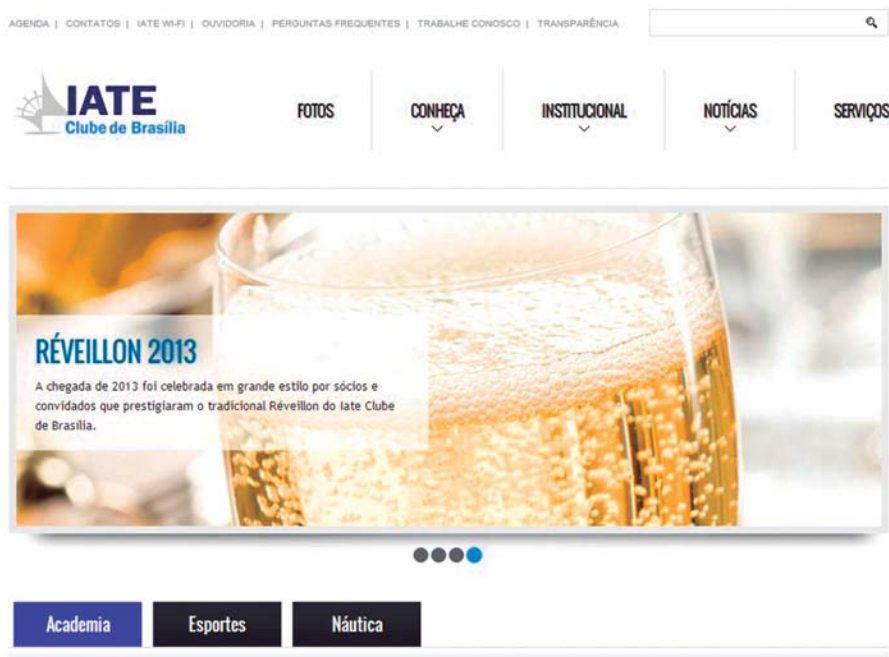 AGENDA | CONTATOS | IATE WI-FI | OUVIDORIA | PERGUNTAS FREQUENTES | TRABALHE CONOSCO | TRANSPARÊNCIA
IATE
Clube de Brasília
FOTOS CONHEÇA INSTITUCIONAL NOTÍCIAS SERVIÇOS
RÉVEILLON 2013
A chegada de 2013 foi celebrada em grande estilo por sócios e
convidados que prestigiaram o tradicional Réveillon do Iate Clube
de Brasília.
Academia Esportes Náutica